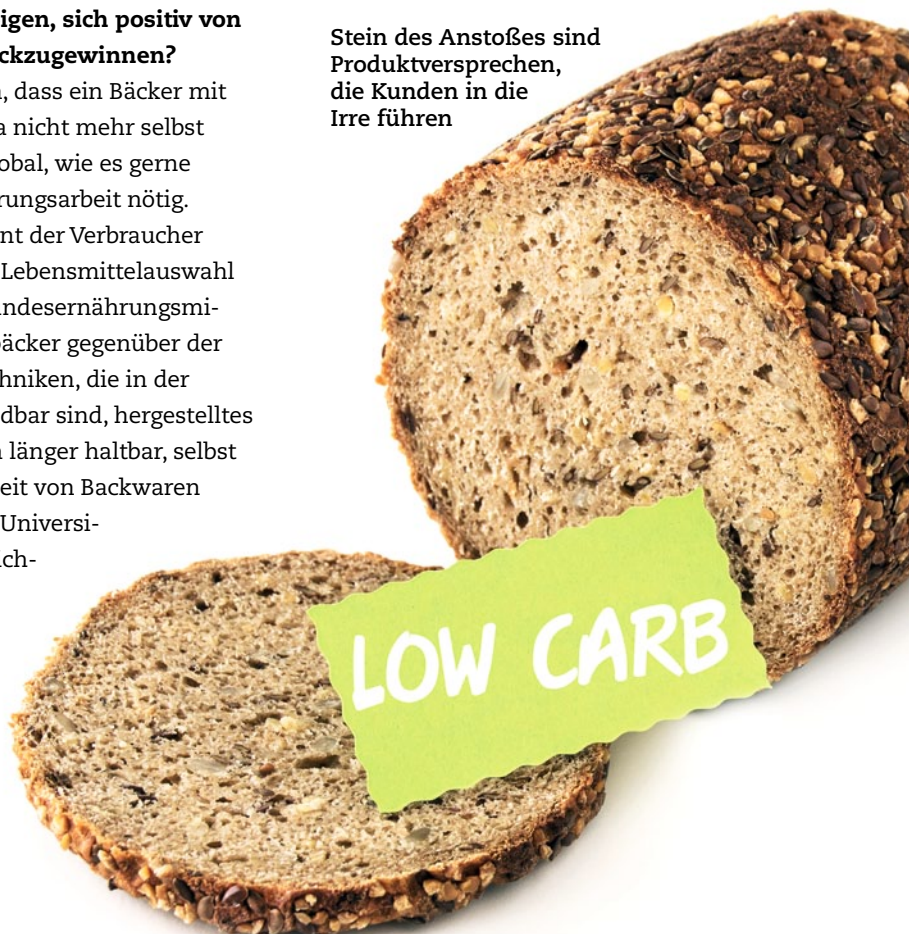 igen, sich positiv von
ckzugewinnen?
n, dass ein Bäcker mit
a nicht mehr selbst
obal, wie es gerne
rungsarbeit nötig.
nt der Verbraucher
Lebensmittelauswahl
ndesernährungsmi-
bäcker gegenüber der
hniken, die in der
dbar sind, hergestelltes
n länger haltbar, selbst
eit von Backwaren
Universi-
ich-
Stein des Anstoßes sind
Produktversprechen,
die Kunden in die
Irre führen
LOW CARB